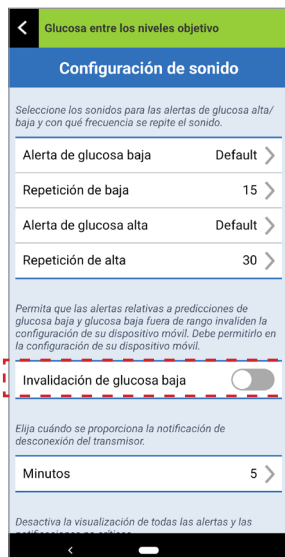 Glucosa entre los niveles objetivo
Configuración de sonido
Seleccione los sonidos para las alertas de glucosa alta/
baja y con qué frecuencia se repite el sonido.
Alerta de glucosa baja Default
Repetición de baja 15
Alerta de glucosa alta Default
Repetición de alta 30
Permita que las alertas relativas a predicciones de
glucosa baja y glucosa baja fuera de rango invaliden la
configuración de su dispositivo móvil. Debe permitirlo en
la configuración de su dispositivo móvil.
Invalidación de glucosa baja
Elija cuándo se proporciona la notificación de
desconexión del transmisor.
Minutos 5
Desactiva la visualización de todas las alertas y las
notificaciones no críticas